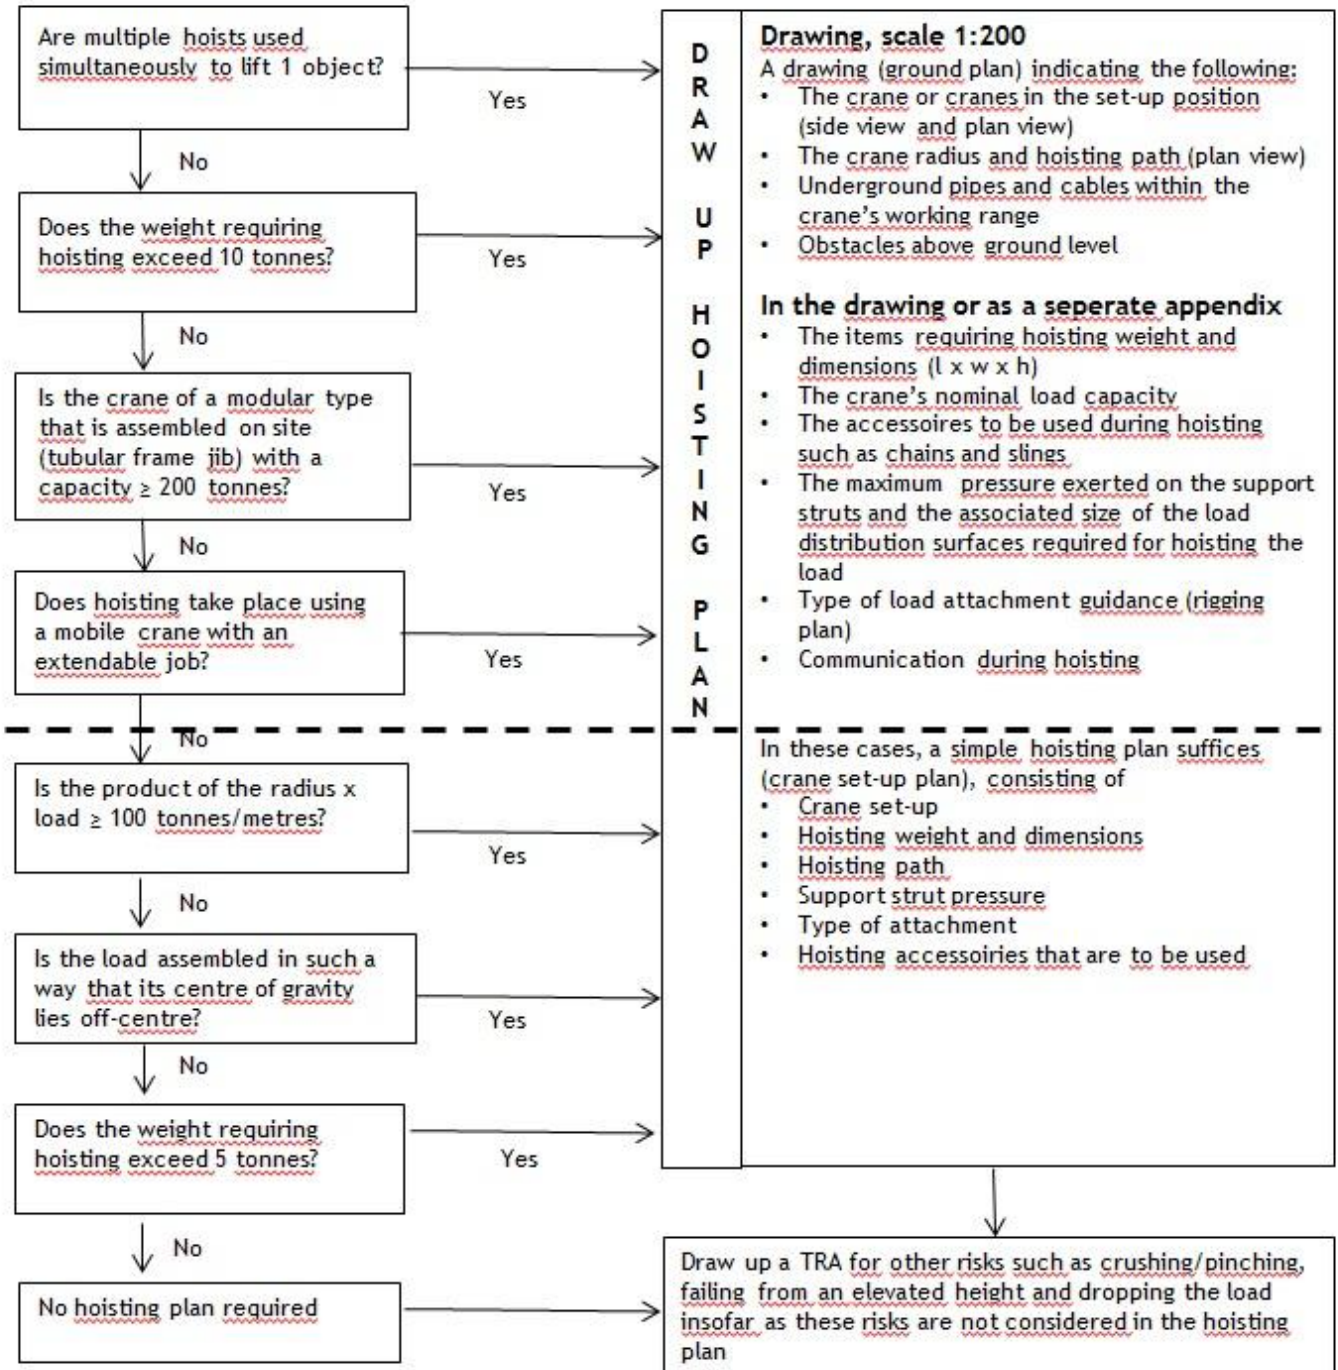 Are multiple hoists used
simultaneously to lift 1 object?
Yes
No
Does the weight requiring
hoisting exceed 10 tonnes?
Yes
No
Is the crane of a modular type
that is assembled on site
(tubular frame jib) with a
capacity ≥ 200 tonnes?
Yes
No
Does hoisting take place using
a mobile crane with an
extendable job?
Yes
No
Is the product of the radius x
load ≥ 100 tonnes/metres?
Yes
No
Is the load assembled in such a
way that its centre of gravity
lies off-centre?
Yes
No
Does the weight requiring
hoisting exceed 5 tonnes?
Yes
No
No hoisting plan required
D
R
A
W
U
P
H
O
I
S
T
I
N
G
P
L
A
N
Drawing, scale 1:200
A drawing (ground plan) indicating the following:
• The crane or cranes in the set-up position
(side view and plan view)
• The crane radius and hoisting path (plan view)
• Underground pipes and cables within the
crane's working range
• Obstacles above ground level
In the drawing or as a seperate appendix
• The items requiring hoisting weight and
dimensions (l x w x h)
• The crane's nominal load capacity
• The accessoires to be used during hoisting
such as chains and slings
• The maximum pressure exerted on the support
struts and the associated size of the load
distribution surfaces required for hoisting the
load
• Type of load attachment guidance (rigging
plan)
• Communication during hoisting
In these cases, a simple hoisting plan suffices
(crane set-up plan), consisting of
• Crane set-up
• Hoisting weight and dimensions
• Hoisting path
• Support strut pressure
• Type of attachment
• Hoisting accessoiries that are to be used
Draw up a TRA for other risks such as crushing/pinching,
failing from an elevated height and dropping the load
insofar as these risks are not considered in the hoisting
plan